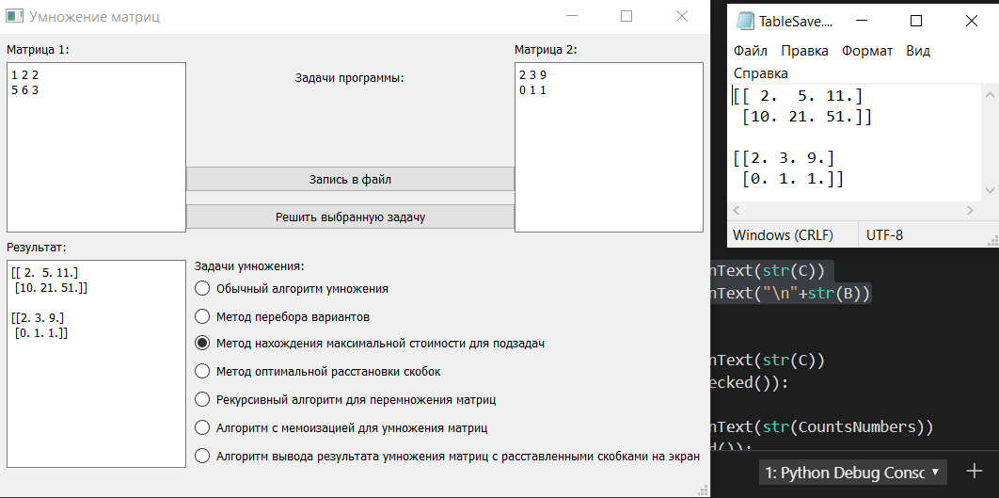 Умножение матриц
Матрица 1:
1 2 2
5 6 3
Задачи программы:
Матрица 2:
2 3 9
0 1 1
Запись в файл
Решить выбранную задачу
Результат:
[[ 2.  5. 11.]
 [10. 21. 51.]]

[[2. 3. 9.]
 [0. 1. 1.]]
Задачи умножения:
Обычный алгоритм умножения
Метод перебора вариантов
Метод нахождения максимальной стоимости для подзадач
Метод оптимальной расстановки скобок
Рекурсивный алгоритм для перемножения матриц
Алгоритм с мемоизацией для умножения матриц
Алгоритм вывода результата умножения матриц с расставленными скобками на экран
TableSave....
Файл Правка Формат Вид
Справка
[[ 2.  5. 11.]
 [10. 21. 51.]]

[[2. 3. 9.]
 [0. 1. 1.]]
Windows (CRLF) UTF-8
nText(str(C))
nText("\n"+str(B))
nText(str(C))
ecked()):
nText(str(CountsNumbers))
d()):
1: Python Debug Consc